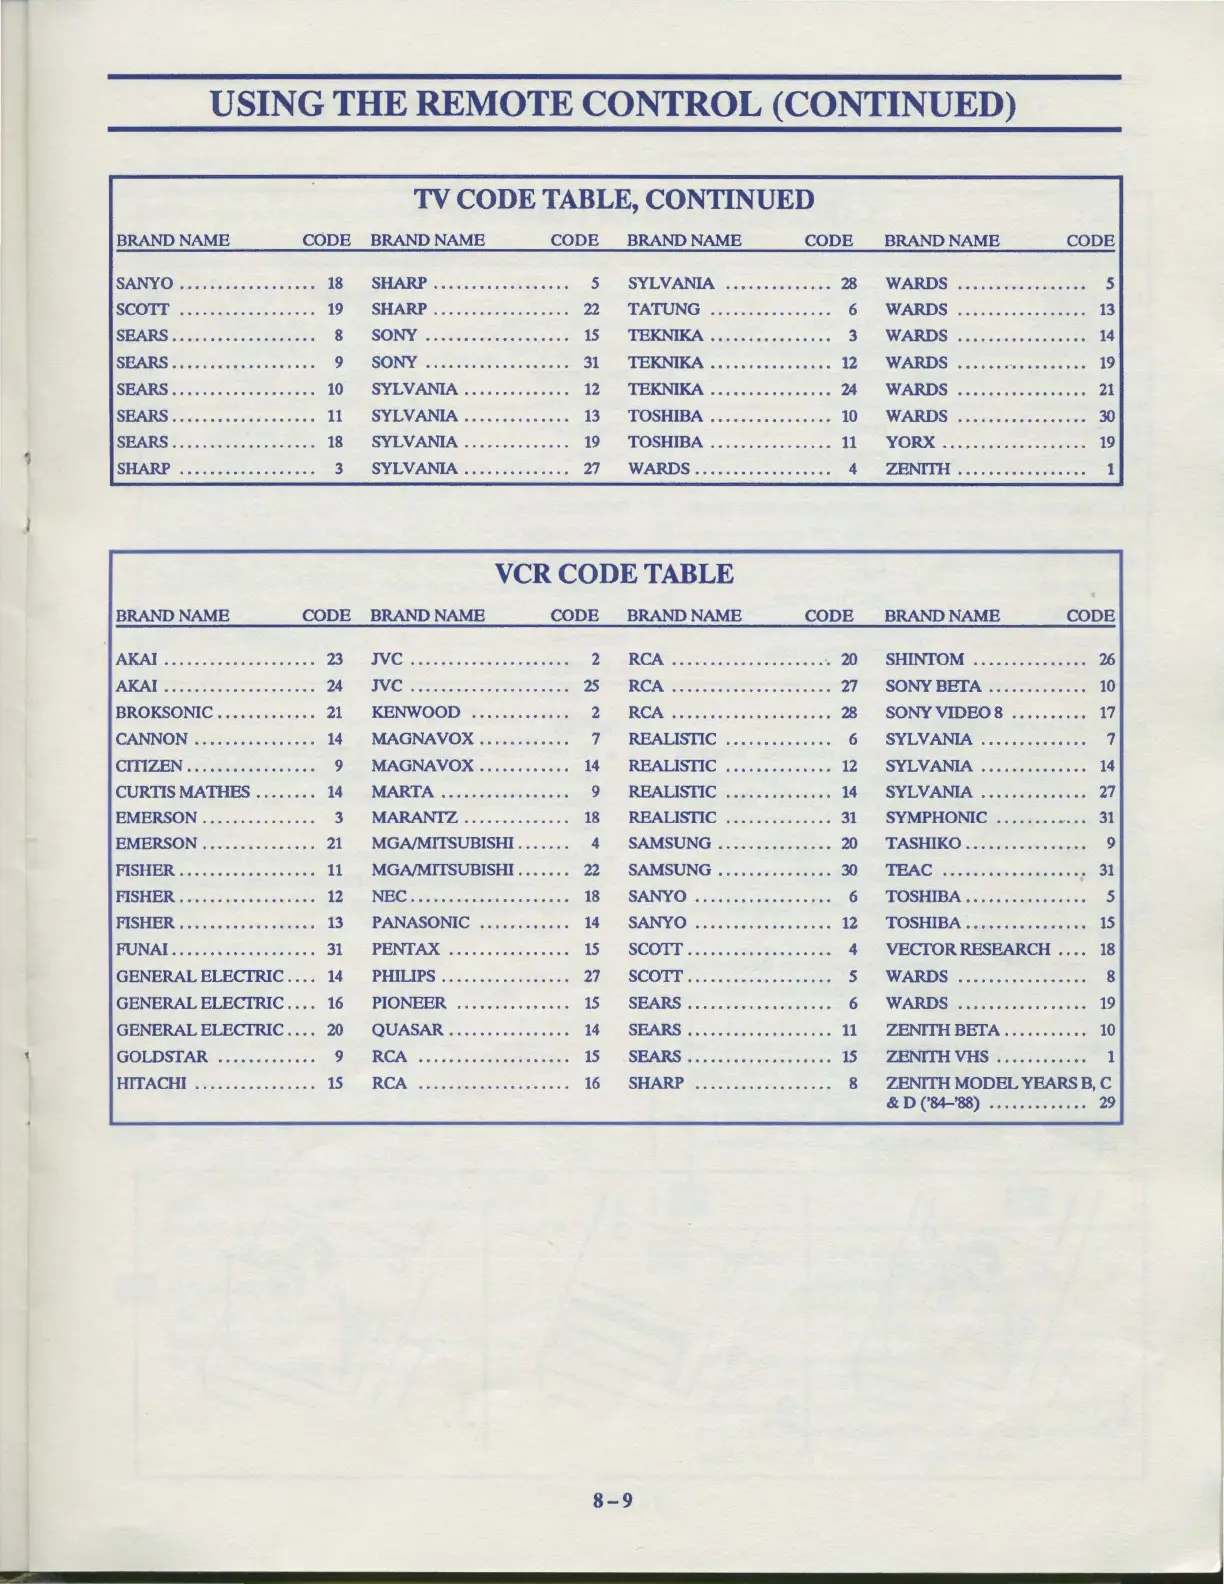 USING THE REMOTE CONTROL (CONTINUED)
TV CODE TABLE, CONTINUED
BRAND NAME CODE BRAND NAME CODE BRAND NAME CODE BRAND NAME CODE
SANYO .................. 18 SHARP .................. 5 SYLVANIA .............. 28 WARDS ................. 5
SCOTT .................. 19 SHARP .................. 22 TATUNG ................ 6 WARDS ................. 13
SEARS ................... 8 SONY ................... 15 TEKNIKA ................ 3 WARDS ................. 14
SEARS ................... 9 SONY ................... 31 TEKNIKA ................ 12 WARDS ................. 19
SEARS ................... 10 SYLVANIA .............. 12 TEKNIKA ................ 24 WARDS ................. 21
SEARS ................... 11 SYLVANIA .............. 13 TOSHIBA ................ 10 WARDS ................. 30
SEARS ................... 18 SYLVANIA .............. 19 TOSHIBA ................ 11 YORX ................... 19
SHARP .................. 3 SYLVANIA .............. 27 WARDS .................. 4 ZENITH ................. 1
VCR CODE TABLE
BRAND NAME CODE BRAND NAME CODE BRAND NAME CODE BRAND NAME CODE
AKAI .................... 23 JVC ..................... 2 RCA ..................... 20 SHINTOM ............... 26
AKAI .................... 24 JVC ..................... 25 RCA ..................... 27 SONY BETA ............. 10
BROKSONIC ............. 21 KENWOOD ............. 2 RCA ..................... 28 SONY VIDEO 8 .......... 17
CANNON ................ 14 MAGNAVOX ............ 7 REALISTIC .............. 6 SYLVANIA .............. 7
CITIZEN ................. 9 MAGNAVOX ............ 14 REALISTIC .............. 12 SYLVANIA .............. 14
CURTIS MATHES ........ 14 MARTA ................. 9 REALISTIC .............. 14 SYLVANIA .............. 27
EMERSON ............... 3 MARANTZ .............. 18 REALISTIC .............. 31 SYMPHONIC ............ 31
EMERSON ............... 21 MGA/MITSUBISHI ....... 4 SAMSUNG ............... 20 TASHIKO ................ 9
FISHER .................. 11 MGA/MITSUBISHI ....... 22 SAMSUNG ............... 30 TEAC ................... 31
FISHER .................. 12 NEC ..................... 18 SANYO .................. 6 TOSHIBA ................ 5
FISHER .................. 13 PANASONIC ............ 14 SANYO .................. 12 TOSHIBA ................ 15
FUNAI ................... 31 PENTAX ................ 15 SCOTT ................... 4 VECTOR RESEARCH .... 18
GENERAL ELECTRIC .... 14 PHILIPS ................. 27 SCOTT ................... 5 WARDS ................. 8
GENERAL ELECTRIC .... 16 PIONEER ............... 15 SEARS ................... 6 WARDS ................. 19
GENERAL ELECTRIC .... 20 QUASAR ................ 14 SEARS ................... 11 ZENITH BETA ........... 10
GOLDSTAR ............. 9 RCA .................... 15 SEARS ................... 15 ZENITH VHS ............ 1
HITACHI ................ 15 RCA .................... 16 SHARP .................. 8 ZENITH MODEL YEARS B, C
& D ('84–'88) ............. 29
8 – 9